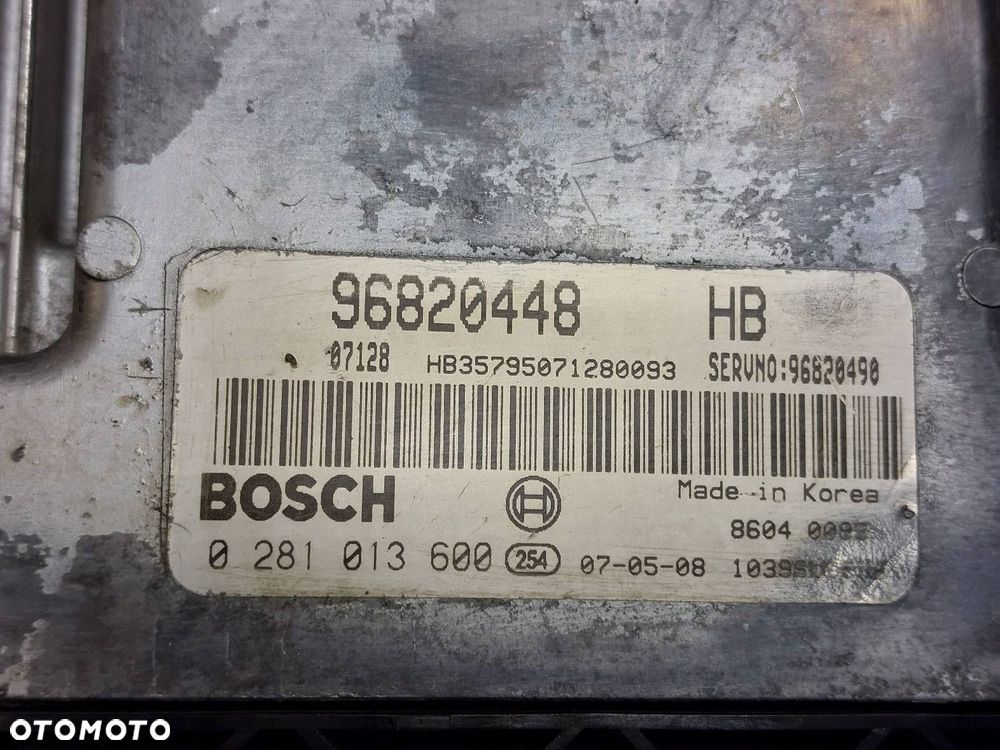 96820448 HB
07128 HB35795071280093 SERVNO:96820490
BOSCH
Made in Korea
8604
0 281 013 600 254 07-05-08
OTOMOTO